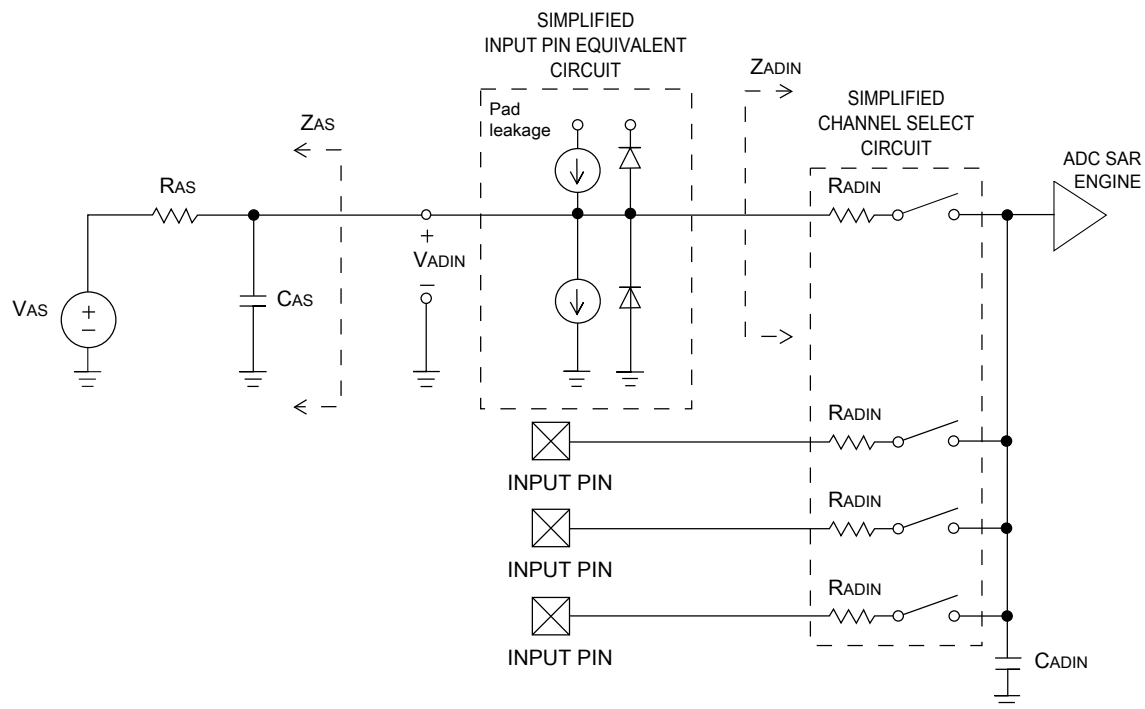 SIMPLIFIED
INPUT PIN EQUIVALENT
CIRCUIT
ZADIN
SIMPLIFIED
CHANNEL SELECT
CIRCUIT
Pad
leakage
ZAS
ADC SAR
ENGINE
RAS
RADIN
+
VADIN
−
VAS
+
−
CAS
RADIN
INPUT PIN
RADIN
INPUT PIN
RADIN
INPUT PIN
CADIN